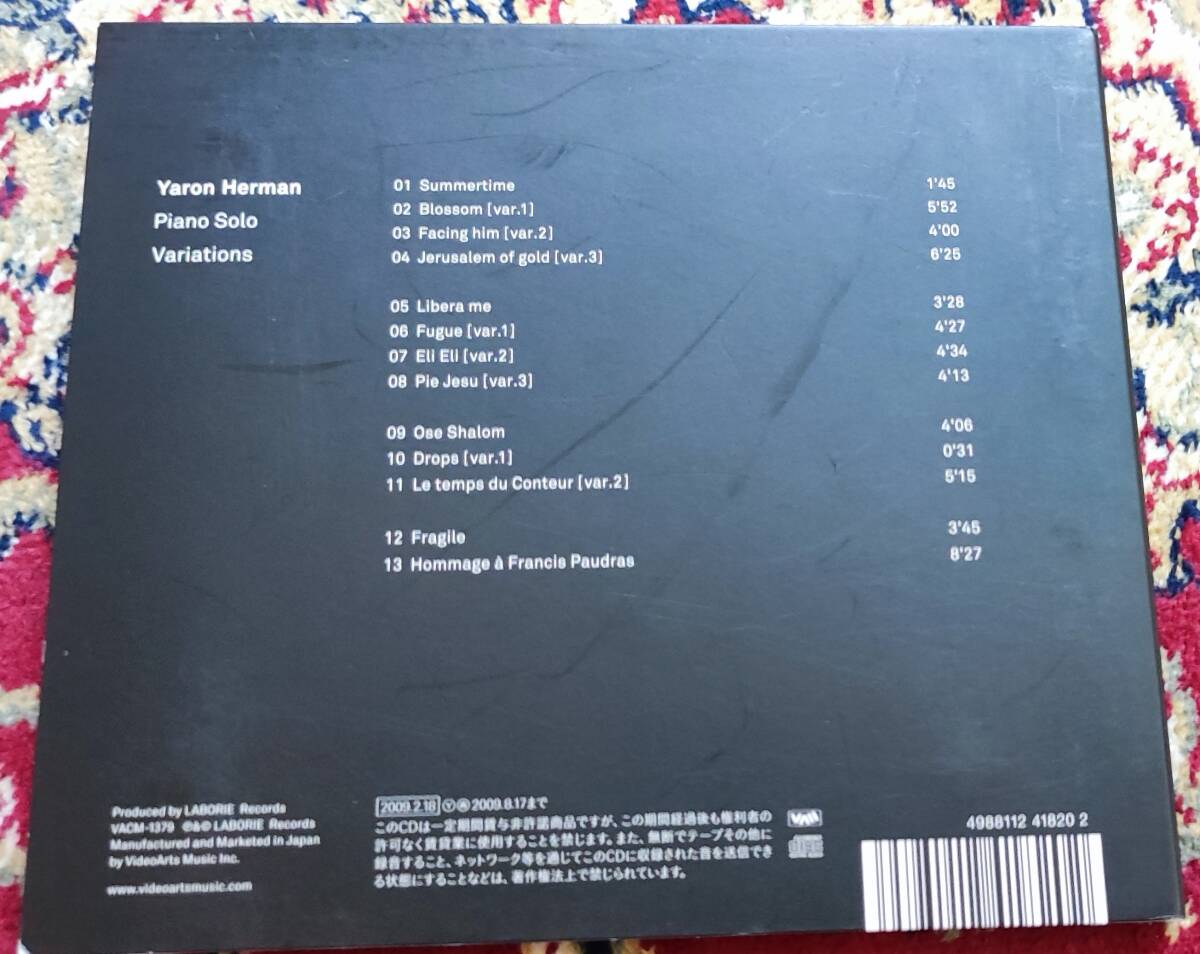 Yaron Herman
Piano Solo
Variations
01 Summertime 1'45
02 Blossom [var.1] 5'52
03 Facing him [var.2] 4'00
04 Jerusalem of gold [var.3] 6'25
05 Libera me 3'28
06 Fugue [var.1] 4'27
07 Eli Eli [var.2] 4'34
08 Pie Jesu [var.3] 4'13
09 Ose Shalom 4'06
10 Drops [var.1] 0'31
11 Le temps du Conteur [var.2] 5'15
12 Fragile 3'45
13 Hommage à Francis Paudras 8'27
Produced by LABORIE Records
VACM-1379 ℗&© LABORIE Records
Manufactured and Marketed in Japan
by VideoArts Music Inc.
www.videoartsmusic.com
2009.2.18 Ⓨ Ⓧ 2009.8.17まで
このCDは一定期間貸与非許諾商品ですが、この期間経過後も権利者の
許可なく賃貸業に使用することを禁じます。また、無断でテープその他に
録音すること、ネットワーク等を通じてこのCDに収録された音を送信でき
る状態にすることなどは、著作権法上で禁じられています。
4988112 41820 2